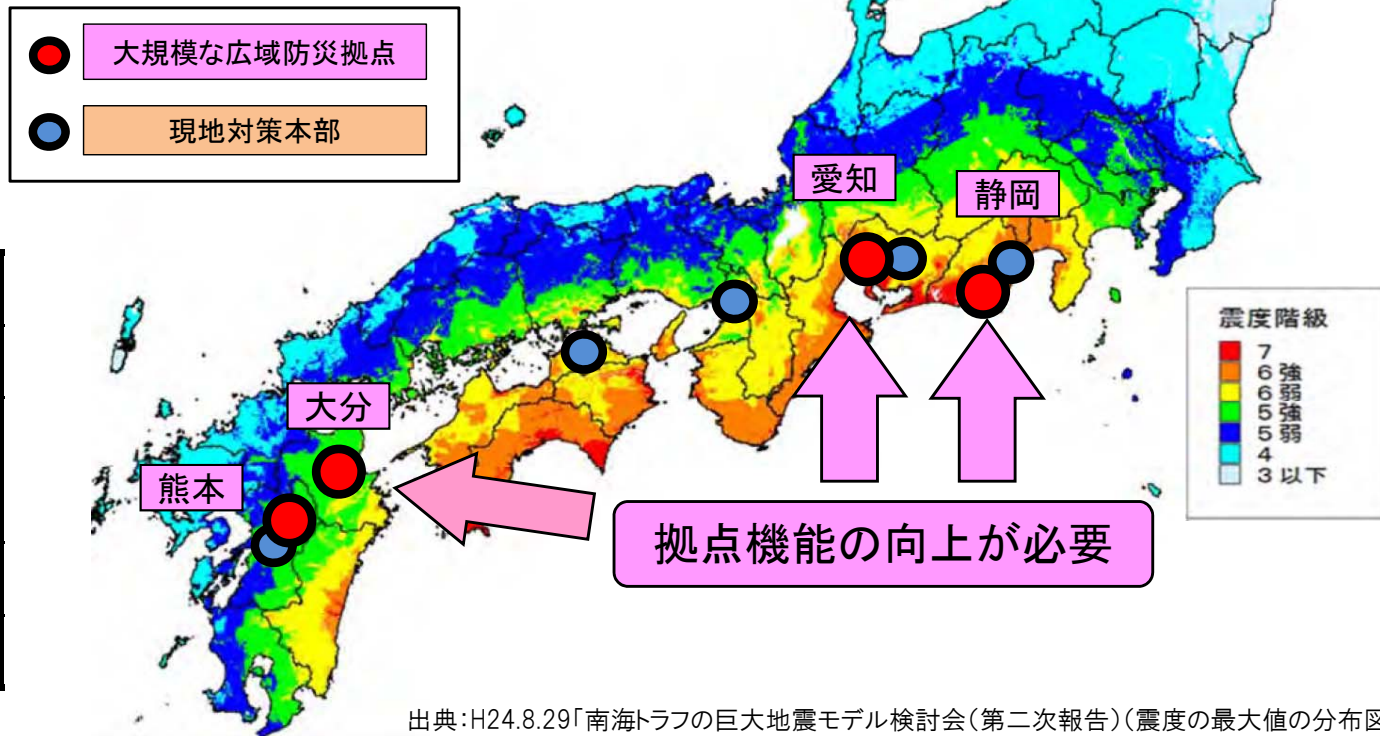 大規模な広域防災拠点
現地対策本部
愛知
静岡
大分
熊本
拠点機能の向上が必要
震度階級
7
6強
6弱
5強
5弱
4
3以下
出典:H24.8.29「南海トラフの巨大地震モデル検討会(第二次報告)(震度の最大値の分布図